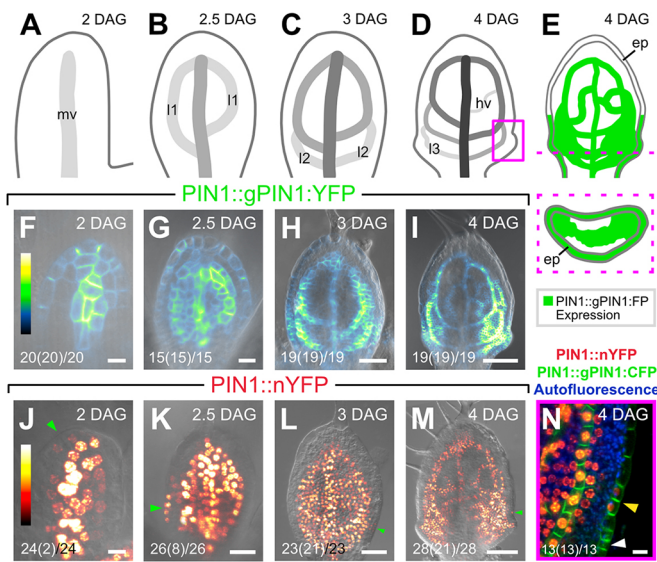 A 2 DAG
B 2.5 DAG
C 3 DAG
D 4 DAG
E 4 DAG
mv
l1 l1
l2 l2
hv
l3
ep
ep
PIN1::gPIN1:FP
Expression
PIN1::gPIN1:YFP
F 2 DAG
G 2.5 DAG
H 3 DAG
I 4 DAG
20(20)/20
15(15)/15
19(19)/19
19(19)/19
PIN1::nYFP
PIN1::nYFP
PIN1::gPIN1:CFP
Autofluorescence
J 2 DAG
K 2.5 DAG
L 3 DAG
M 4 DAG
N 4 DAG
24(2)/24
26(8)/26
23(21)/23
28(21)/28
13(13)/13